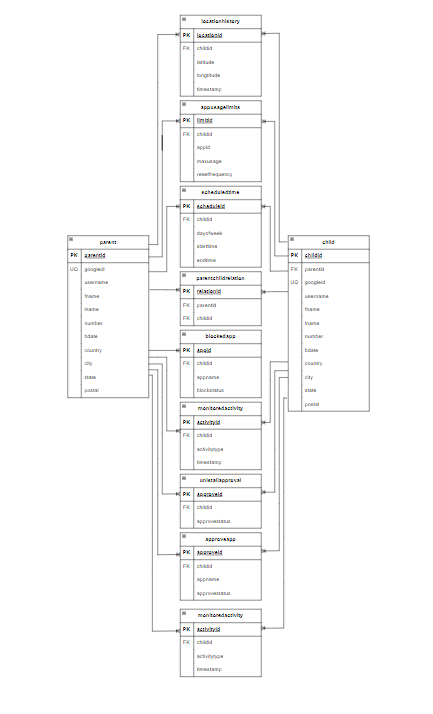 locationhistory
PK locationid
FK childid
latitude
longtitude
timestamp
appusagelimits
PK limitid
FK childid
appid
maxusage
resetfrequency
scheduledtime
PK scheduleid
FK childid
dayofweek
starttime
endtime
parent
PK parentid
UQ googleid
username
fname
lname
number
bdate
country
city
state
postal
child
PK childid
FK parentid
UQ googleid
username
fname
lname
number
bdate
country
city
state
postal
parentchildrelation
PK relationid
FK parentid
FK childid
blockedapp
PK appid
FK childid
appname
blockstatus
monitoredactivity
PK activityid
FK childid
activitytype
timestamp
unistallapproval
PK approveid
FK childid
approvestatus
approveapp
PK approveid
FK childid
appname
approvestatus
monitoredactivity
PK activityid
FK childid
activitytype
timestamp